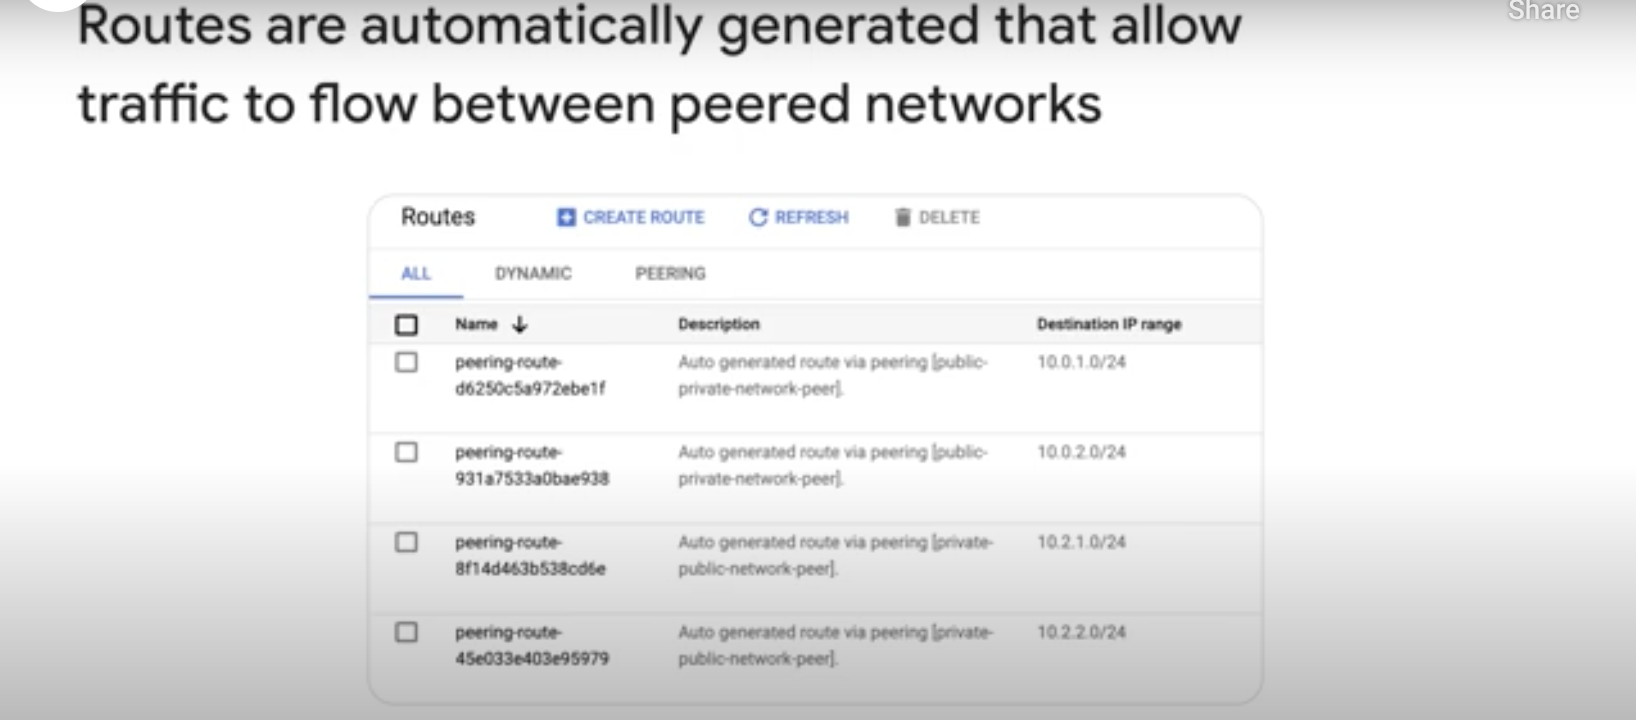 Share
Routes are automatically generated that allow
traffic to flow between peered networks
Routes CREATE ROUTE REFRESH DELETE
ALL DYNAMIC PEERING
Name Description Destination IP range
peering-route- Auto generated route via peering [public- 10.0.1.0/24
d6250c5a972ebe1f private-network-peer].
peering-route- Auto generated route via peering [public- 10.0.2.0/24
931a7533a0bae938 private-network-peer].
peering-route- Auto generated route via peering [private- 10.2.1.0/24
8f14d463b538cd6e public-network-peer].
peering-route- Auto generated route via peering [private- 10.2.2.0/24
45e033e403e95979 public-network-peer].